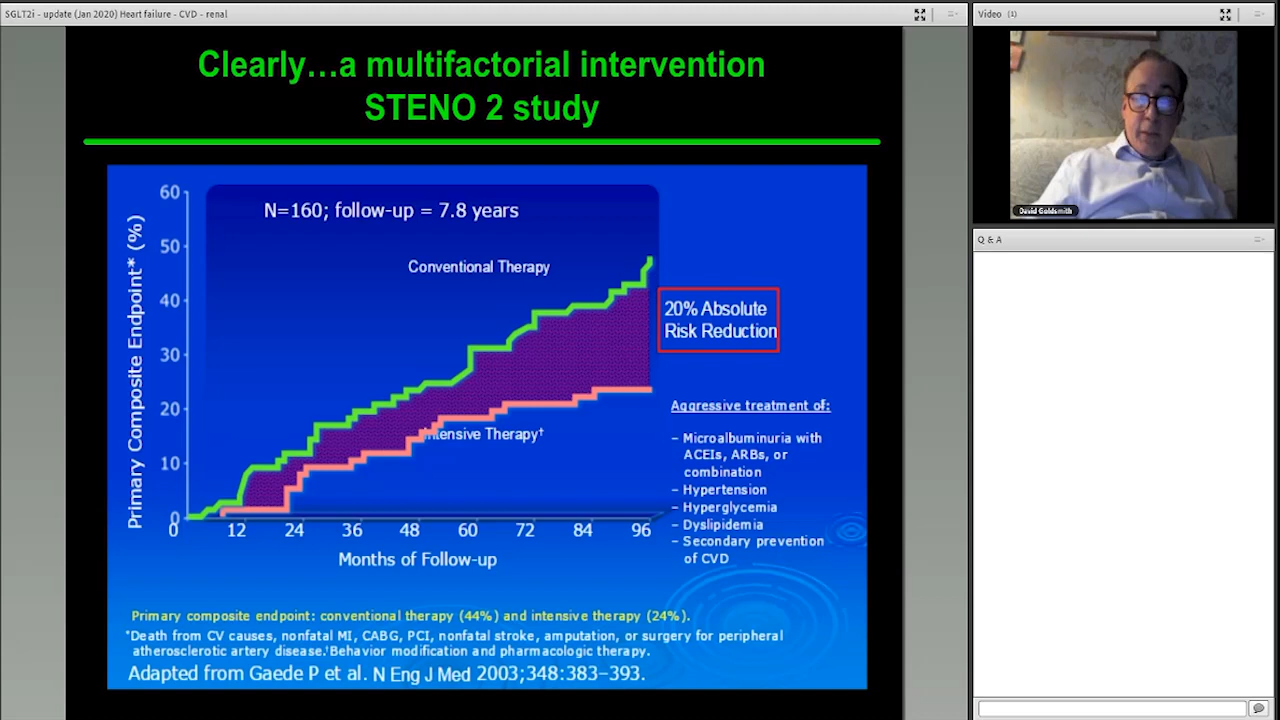 SGLT2i - update (Jan 2020) Heart failure - CVD - renal
Clearly…a multifactorial intervention
STENO 2 study
Primary Composite Endpoint* (%)
60
50
40
30
20
10
0
N=160; follow-up = 7.8 years
Conventional Therapy
Intensive Therapy†
20% Absolute
Risk Reduction
0 12 24 36 48 60 72 84 96
Months of Follow-up
Aggressive treatment of:
– Microalbuminuria with
ACEIs, ARBs, or
combination
– Hypertension
– Hyperglycemia
– Dyslipidemia
– Secondary prevention
of CVD
Primary composite endpoint: conventional therapy (44%) and intensive therapy (24%).
*Death from CV causes, nonfatal MI, CABG, PCI, nonfatal stroke, amputation, or surgery for peripheral
atherosclerotic artery disease.†Behavior modification and pharmacologic therapy.
Adapted from Gaede P et al. N Eng J Med 2003;348:383–393.
Video (1)
David Goldsmith
Q & A